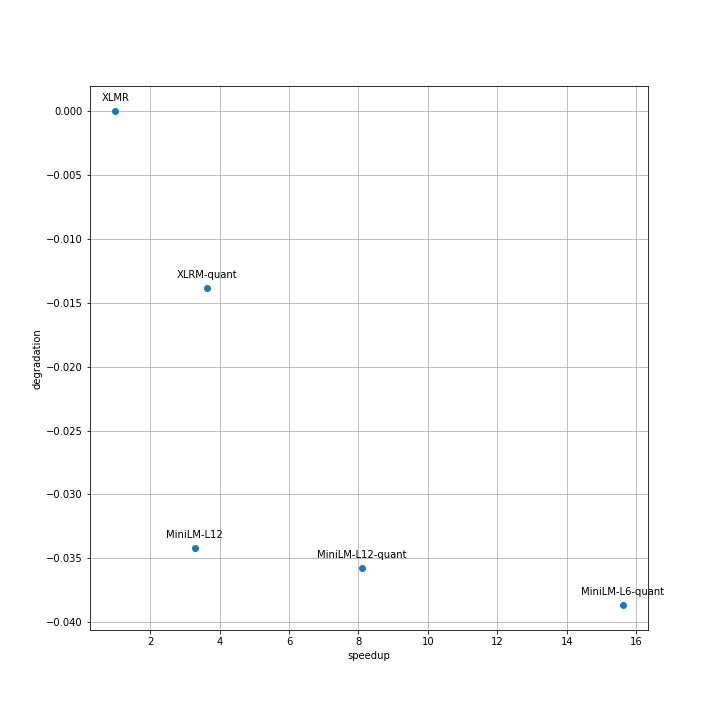 XLMR
0.000
−0.005
−0.010
XLRM-quant
−0.015
degradation
−0.020
−0.025
−0.030
MiniLM-L12
MiniLM-L12-quant
−0.035
MiniLM-L6-quant
−0.040
2 4 6 8 10 12 14 16
speedup